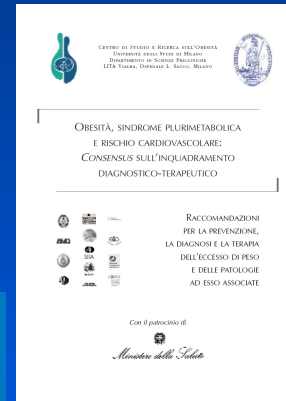 CENTRO DI STUDIO E RICERCA SULL'OBESITÀ
UNIVERSITÀ DEGLI STUDI DI MILANO
DIPARTIMENTO DI SCIENZE PRECLINICHE
LITA VIALBA, OSPEDALE L. SACCO, MILANO
OBESITÀ, SINDROME PLURIMETABOLICA
E RISCHIO CARDIOVASCOLARE:
CONSENSUS SULL'INQUADRAMENTO
DIAGNOSTICO-TERAPEUTICO
RACCOMANDAZIONI
PER LA PREVENZIONE,
LA DIAGNOSI E LA TERAPIA
DELL'ECCESSO DI PESO
E DELLE PATOLOGIE
AD ESSO ASSOCIATE
SIIA
Con il patrocinio di
Ministero della Salute